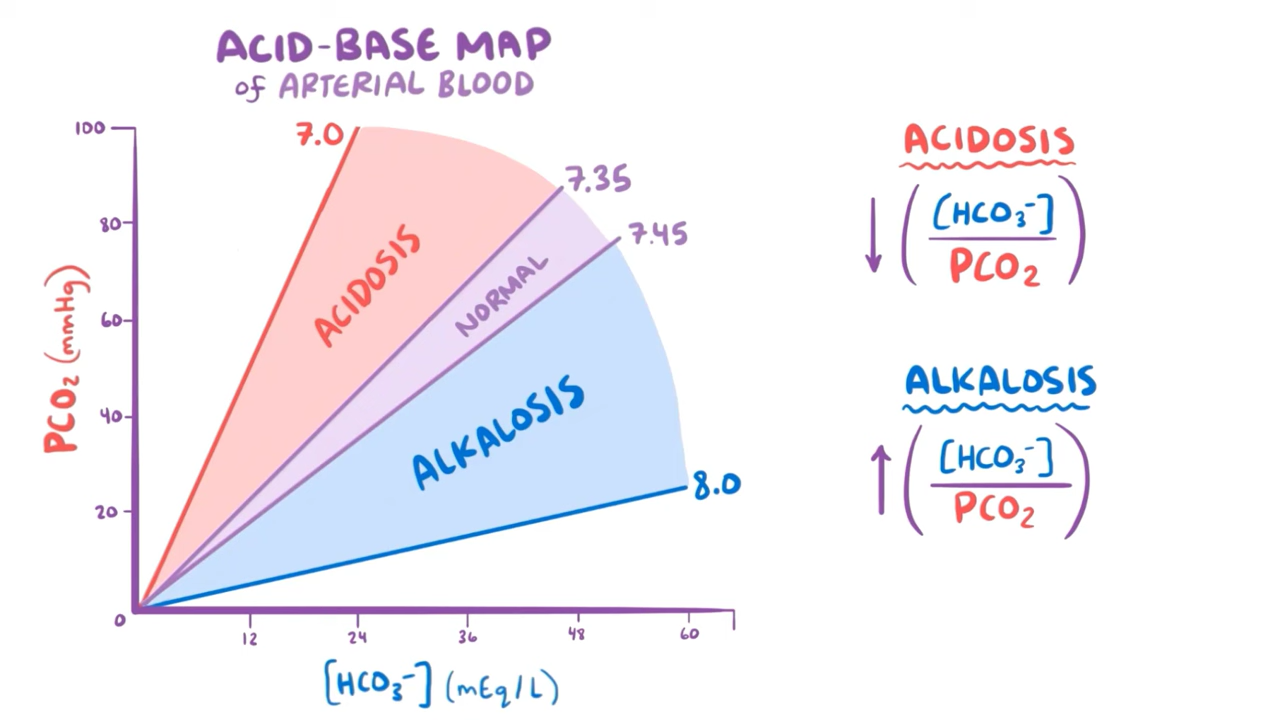 ACID-BASE MAP
of ARTERIAL BLOOD
100
80
60
40
20
0
PCO₂ (mmHg)
7.0
7.35
7.45
8.0
ACIDOSIS
NORMAL
ALKALOSIS
12
24
36
48
60
[HCO₃⁻] (mEq/L)
ACIDOSIS
↓ ([HCO₃⁻]
PCO₂)
ALKALOSIS
↑ ([HCO₃⁻]
PCO₂)